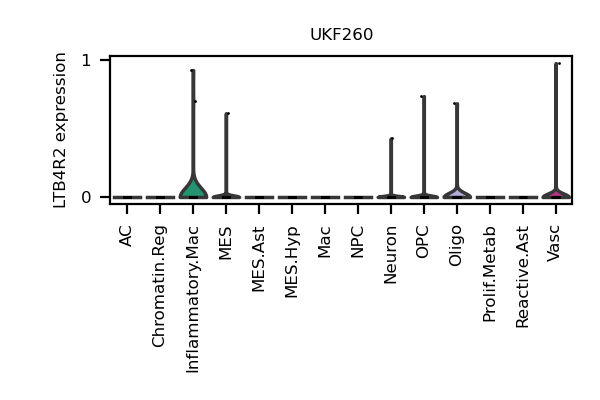 UKF260
LTB4R2 expression
1
0
AC
Chromatin.Reg
Inflammatory.Mac
MES
MES.Ast
MES.Hyp
Mac
NPC
Neuron
OPC
Oligo
Prolif.Metab
Reactive.Ast
Vasc